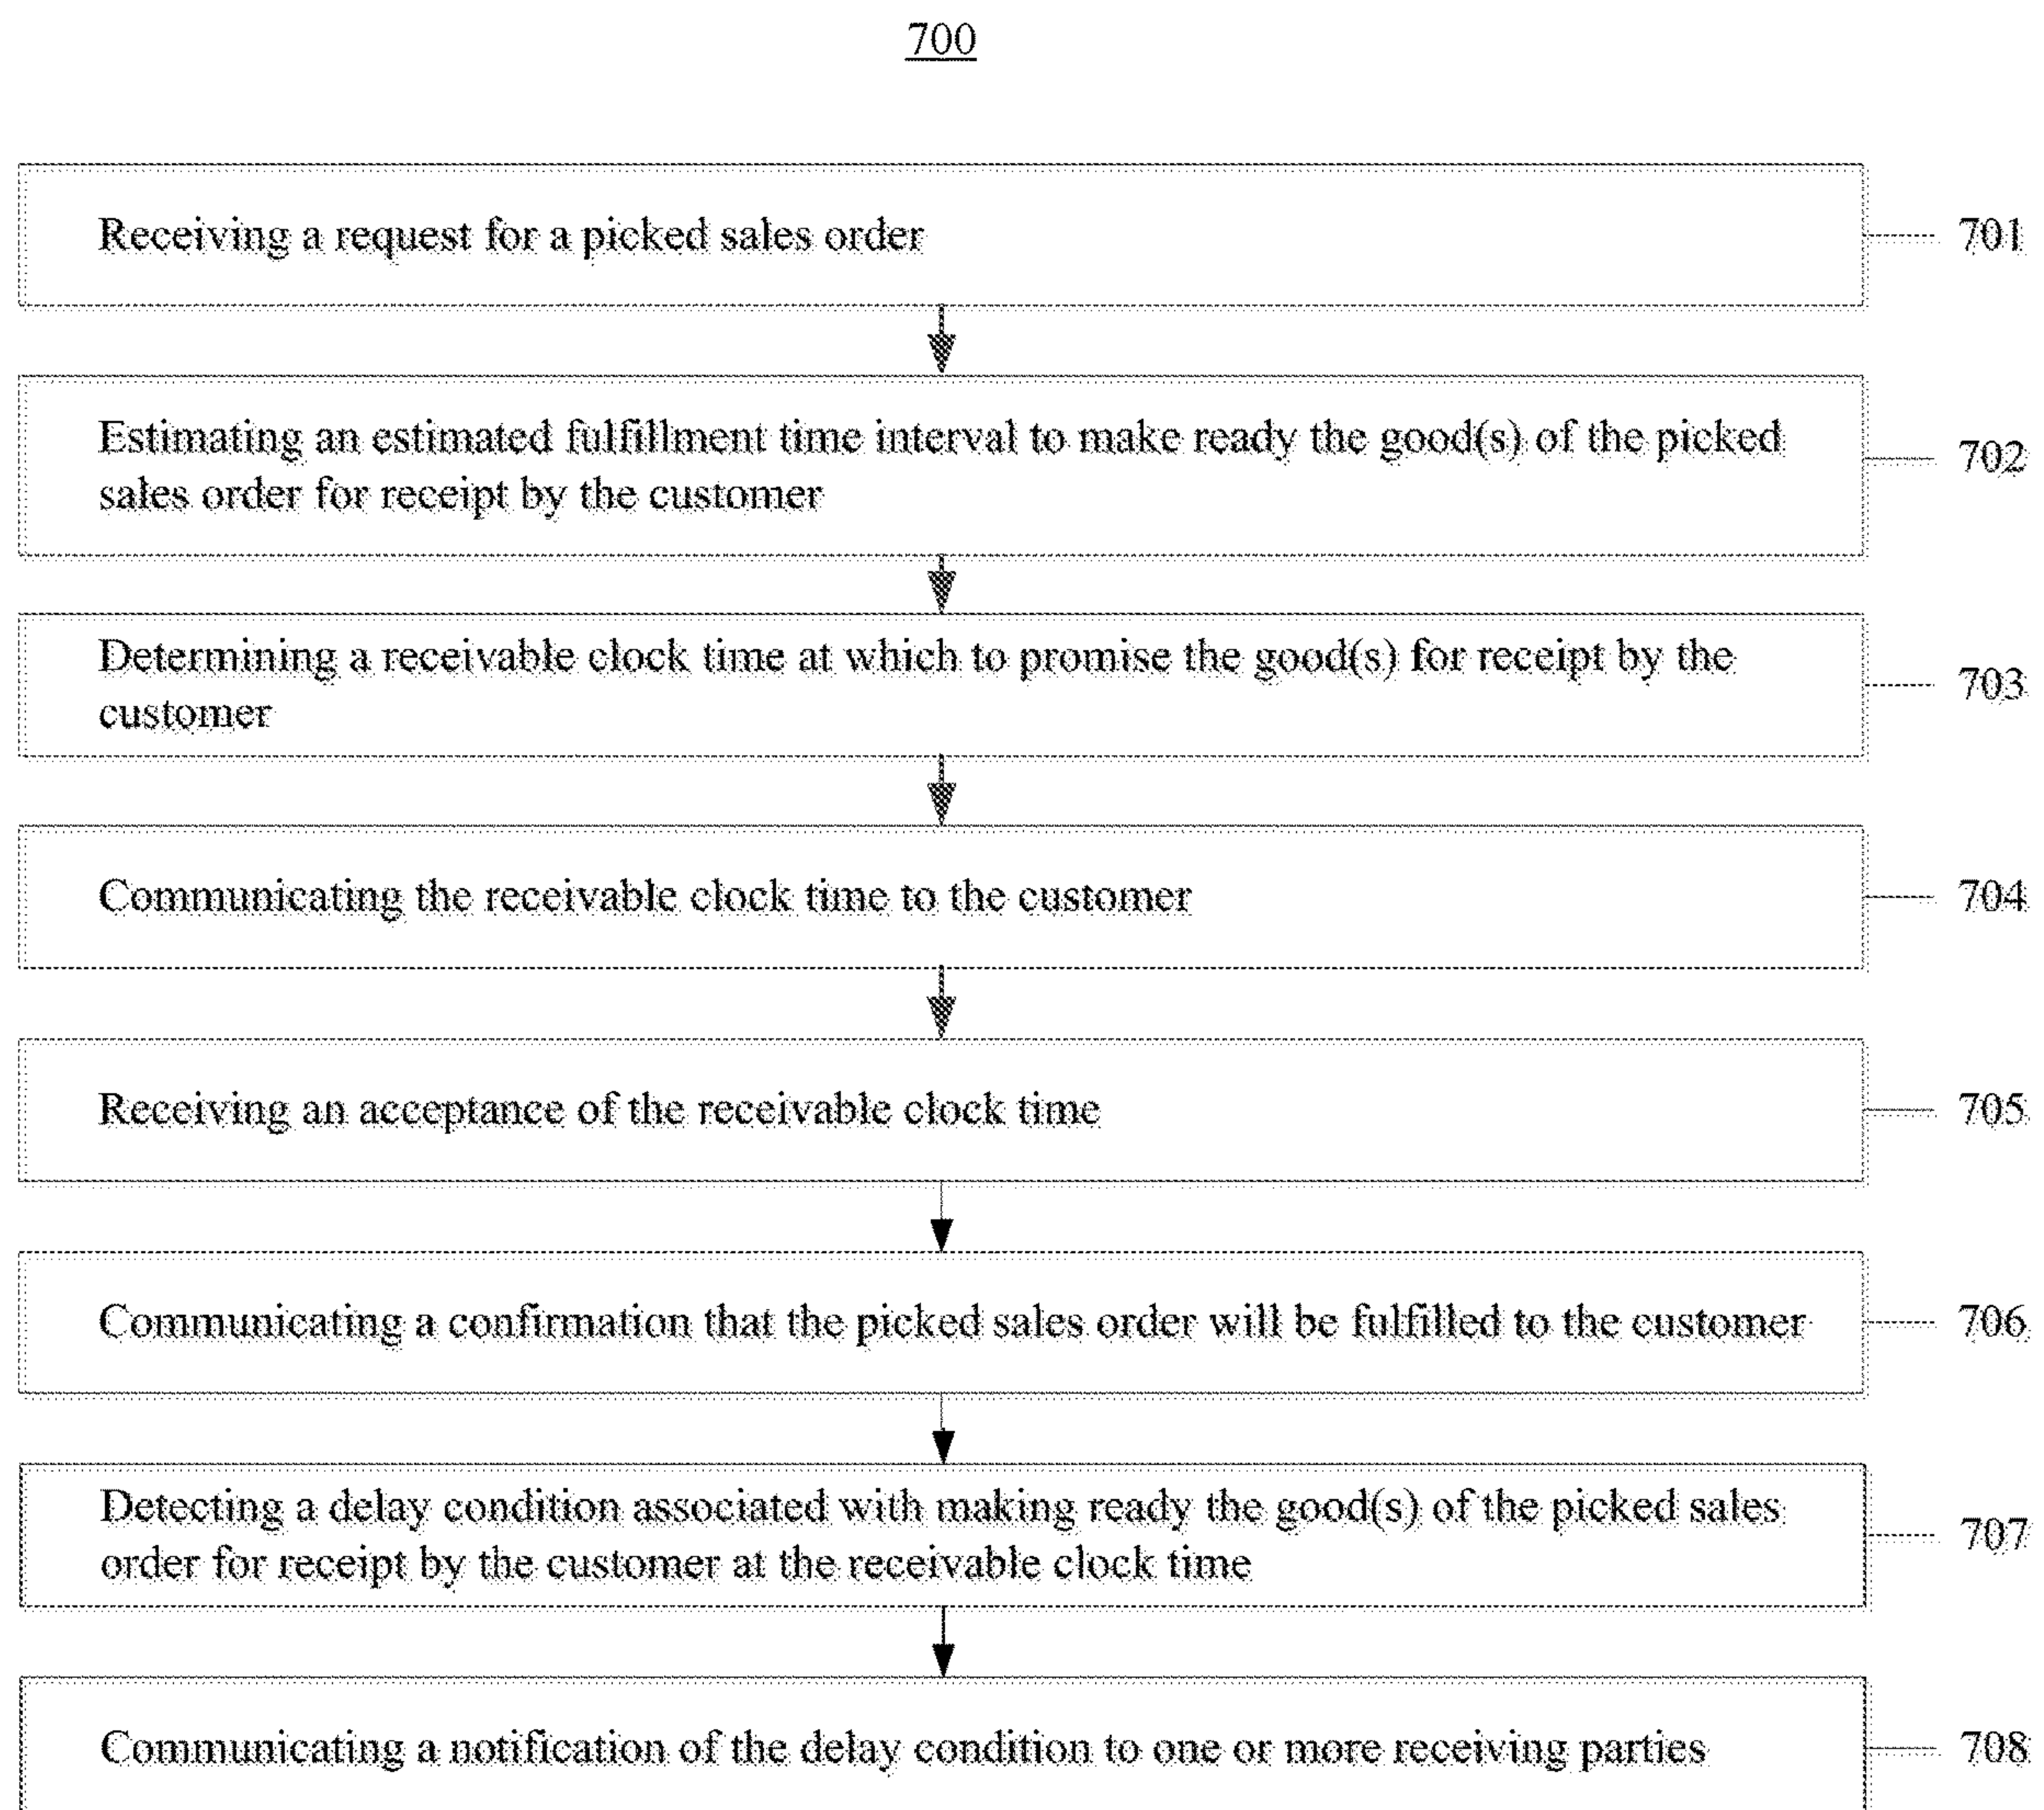 700
Receiving a request for a picked sales order
701
Estimating an estimated fulfillment time interval to make ready the good(s) of the picked
sales order for receipt by the customer
702
Determining a receivable clock time at which to promise the good(s) for receipt by the
customer
703
Communicating the receivable clock time to the customer
704
Receiving an acceptance of the receivable clock time
705
Communicating a confirmation that the picked sales order will be fulfilled to the customer
706
Detecting a delay condition associated with making ready the good(s) of the picked sales
order for receipt by the customer at the receivable clock time
707
Communicating a notification of the delay condition to one or more receiving parties
708